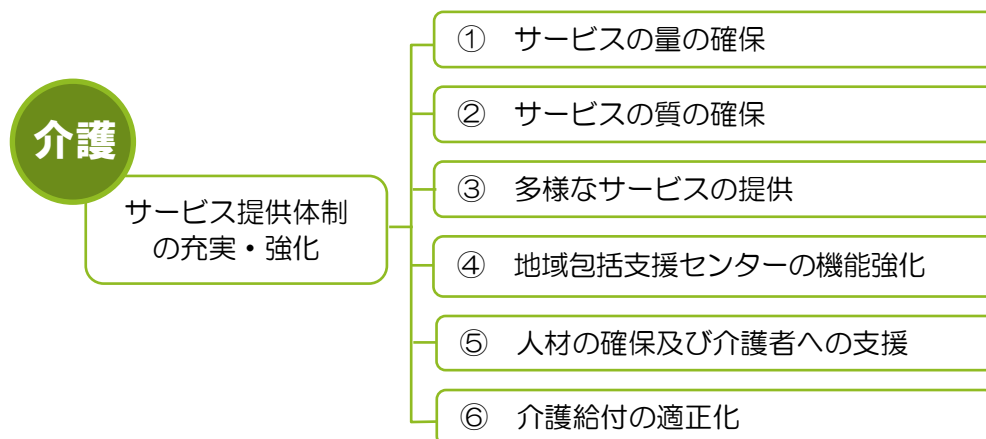 介護
サービス提供体制
の充実・強化
① サービスの量の確保
② サービスの質の確保
③ 多様なサービスの提供
④ 地域包括支援センターの機能強化
⑤ 人材の確保及び介護者への支援
⑥ 介護給付の適正化